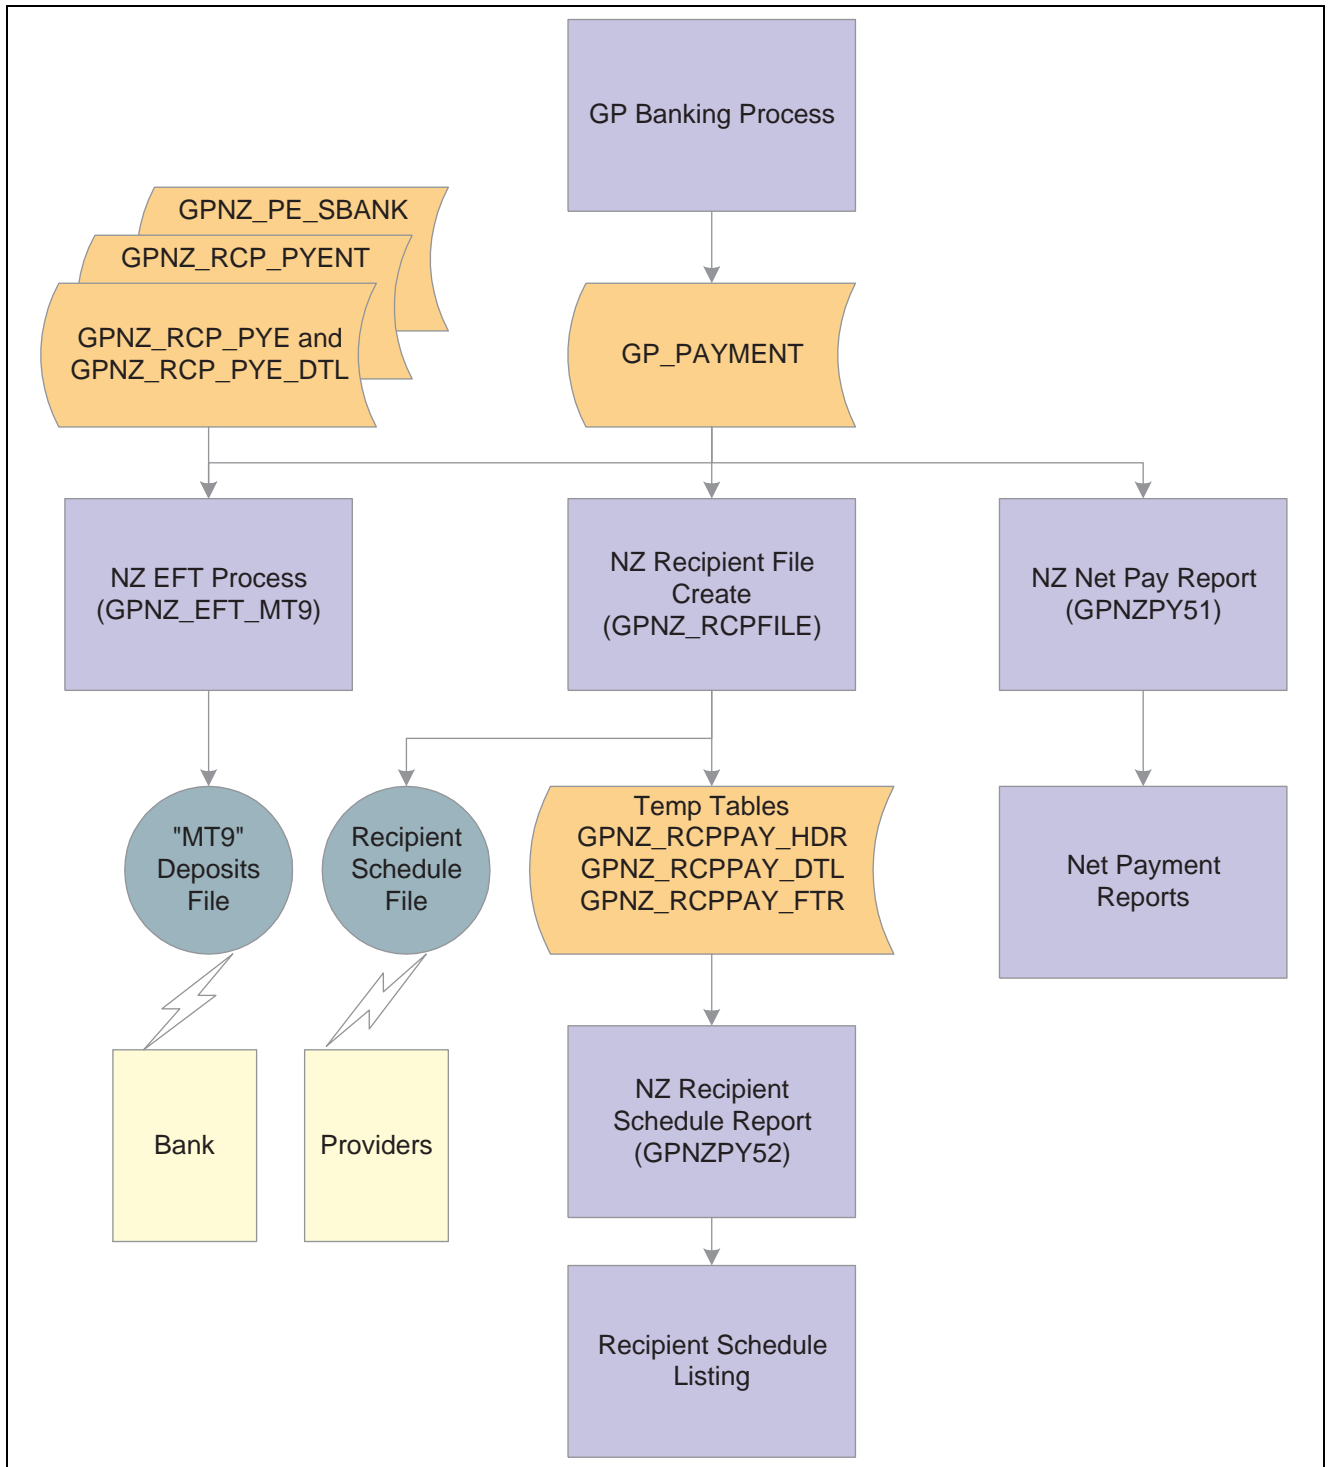 GP Banking Process
GPNZ_PE_SBANK
GPNZ_RCP_PYENT
GPNZ_RCP_PYE and
GPNZ_RCP_PYE_DTL
GP_PAYMENT
NZ EFT Process
(GPNZ_EFT_MT9)
NZ Recipient File
Create
(GPNZ_RCPFILE)
NZ Net Pay Report
(GPNZPY51)
"MT9"
Deposits
File
Recipient
Schedule
File
Temp Tables
GPNZ_RCPPAY_HDR
GPNZ_RCPPAY_DTL
GPNZ_RCPPAY_FTR
Net Payment
Reports
Bank
Providers
NZ Recipient
Schedule Report
(GPNZPY52)
Recipient Schedule
Listing